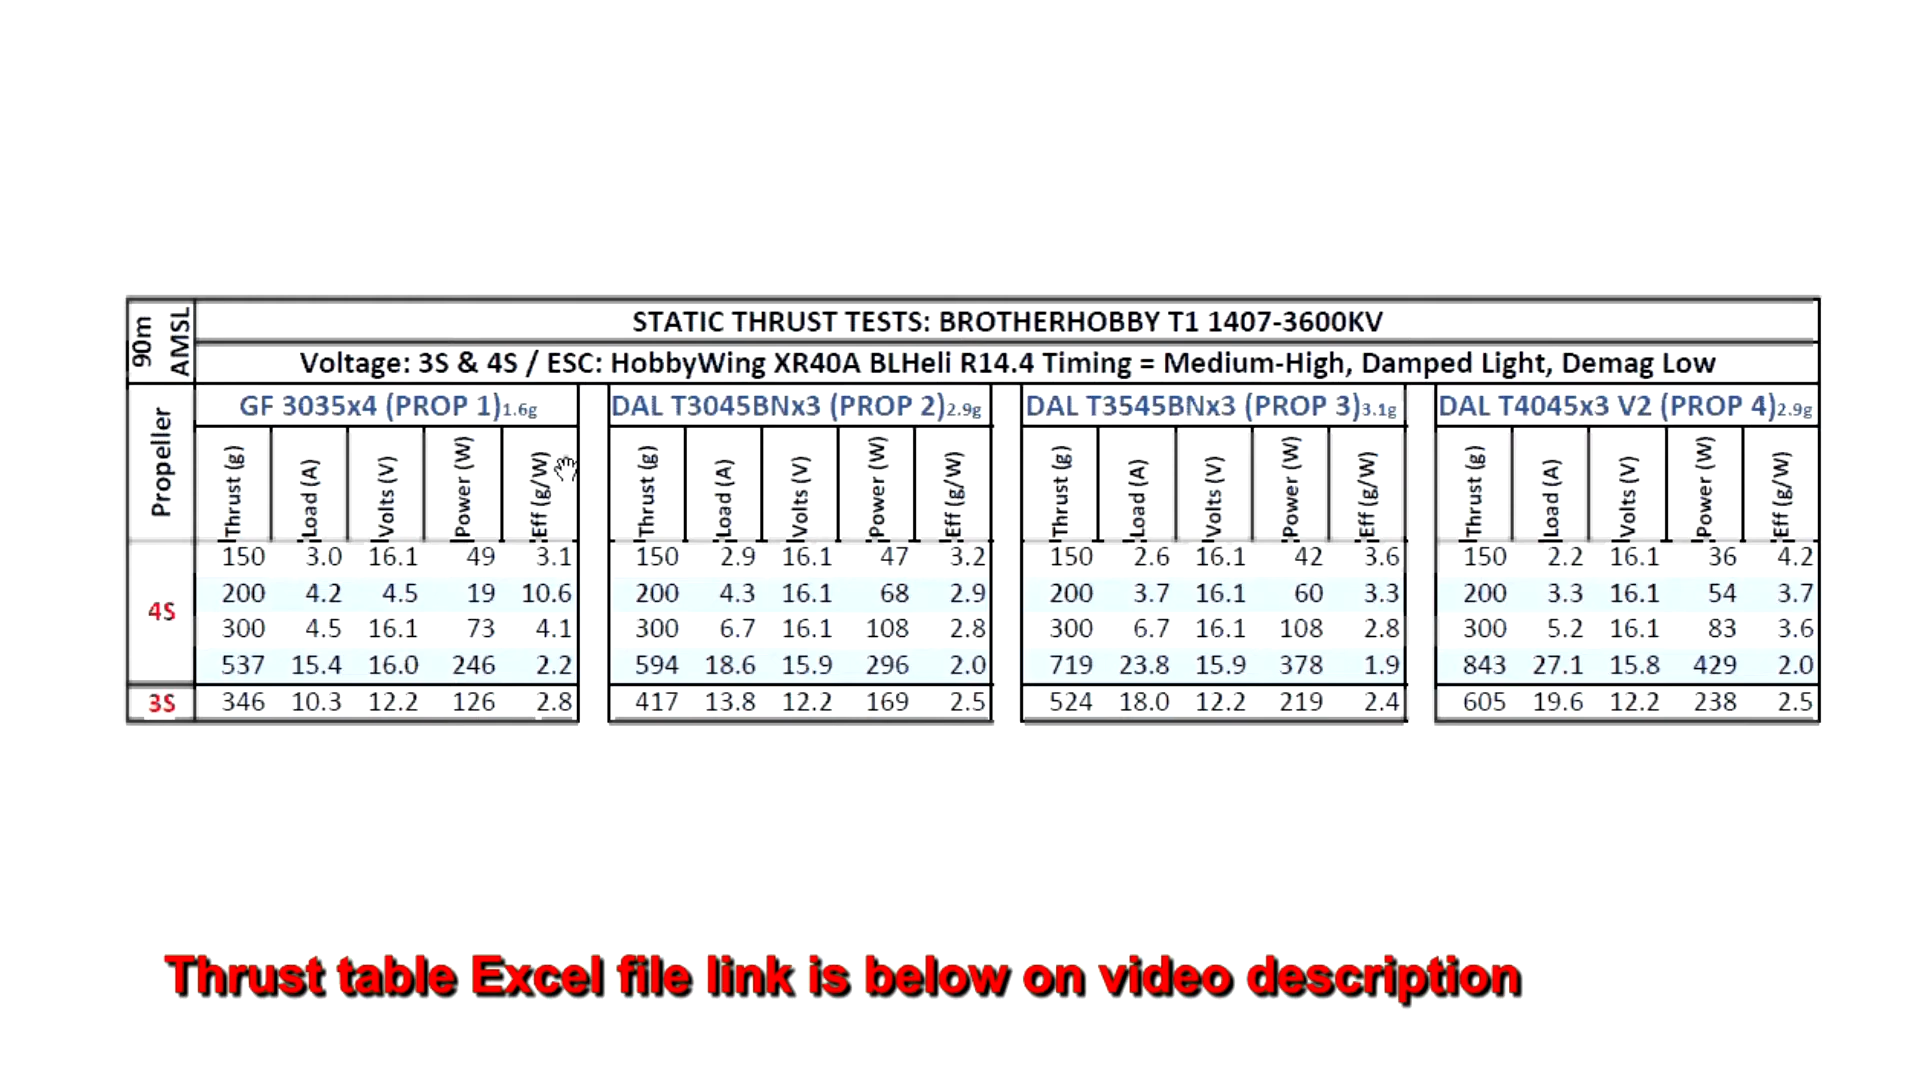 90m AMSL
STATIC THRUST TESTS: BROTHERHOBBY T1 1407-3600KV
Voltage: 3S & 4S / ESC: HobbyWing XR40A BLHeli R14.4 Timing = Medium-High, Damped Light, Demag Low
Propeller
GF 3035x4 (PROP 1)1.6g DAL T3045BNx3 (PROP 2)2.9g DAL T3545BNx3 (PROP 3)3.1g DAL T4045x3 V2 (PROP 4)2.9g
Thrust (g) Load (A) Volts (V) Power (W) Eff (g/W) Thrust (g) Load (A) Volts (V) Power (W) Eff (g/W) Thrust (g) Load (A) Volts (V) Power (W) Eff (g/W) Thrust (g) Load (A) Volts (V) Power (W) Eff (g/W)
4S
150 3.0 16.1 49 3.1 150 2.9 16.1 47 3.2 150 2.6 16.1 42 3.6 150 2.2 16.1 36 4.2
200 4.2 4.5 19 10.6 200 4.3 16.1 68 2.9 200 3.7 16.1 60 3.3 200 3.3 16.1 54 3.7
300 4.5 16.1 73 4.1 300 6.7 16.1 108 2.8 300 6.7 16.1 108 2.8 300 5.2 16.1 83 3.6
537 15.4 16.0 246 2.2 594 18.6 15.9 296 2.0 719 23.8 15.9 378 1.9 843 27.1 15.8 429 2.0
3S 346 10.3 12.2 126 2.8 417 13.8 12.2 169 2.5 524 18.0 12.2 219 2.4 605 19.6 12.2 238 2.5
Thrust table Excel file link is below on video description